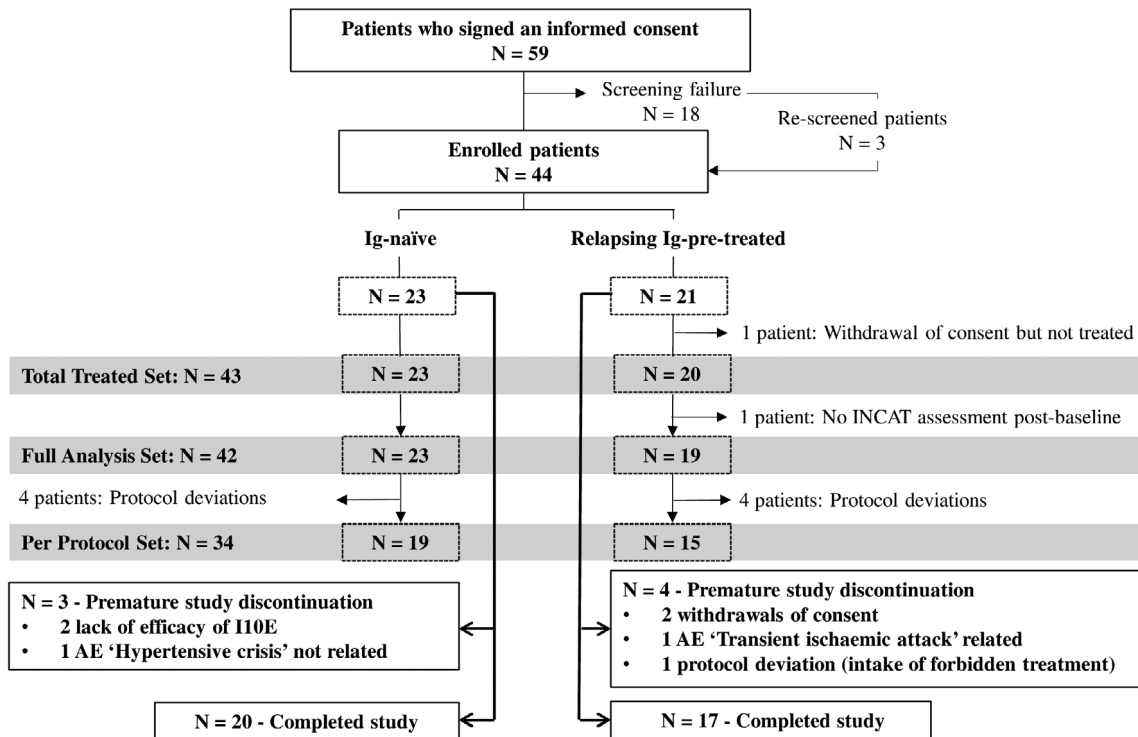 Patients who signed an informed consent
N = 59
Screening failure
N = 18
Re-screened patients
N = 3
Enrolled patients
N = 44
Ig-naïve
Relapsing Ig-pre-treated
N = 23
N = 21
1 patient: Withdrawal of consent but not treated
Total Treated Set: N = 43
N = 23
N = 20
1 patient: No INCAT assessment post-baseline
Full Analysis Set: N = 42
N = 23
N = 19
4 patients: Protocol deviations
4 patients: Protocol deviations
Per Protocol Set: N = 34
N = 19
N = 15
N = 3 - Premature study discontinuation
• 2 lack of efficacy of I10E
• 1 AE ‘Hypertensive crisis’ not related
N = 4 - Premature study discontinuation
• 2 withdrawals of consent
• 1 AE ‘Transient ischaemic attack’ related
• 1 protocol deviation (intake of forbidden treatment)
N = 20 - Completed study
N = 17 - Completed study